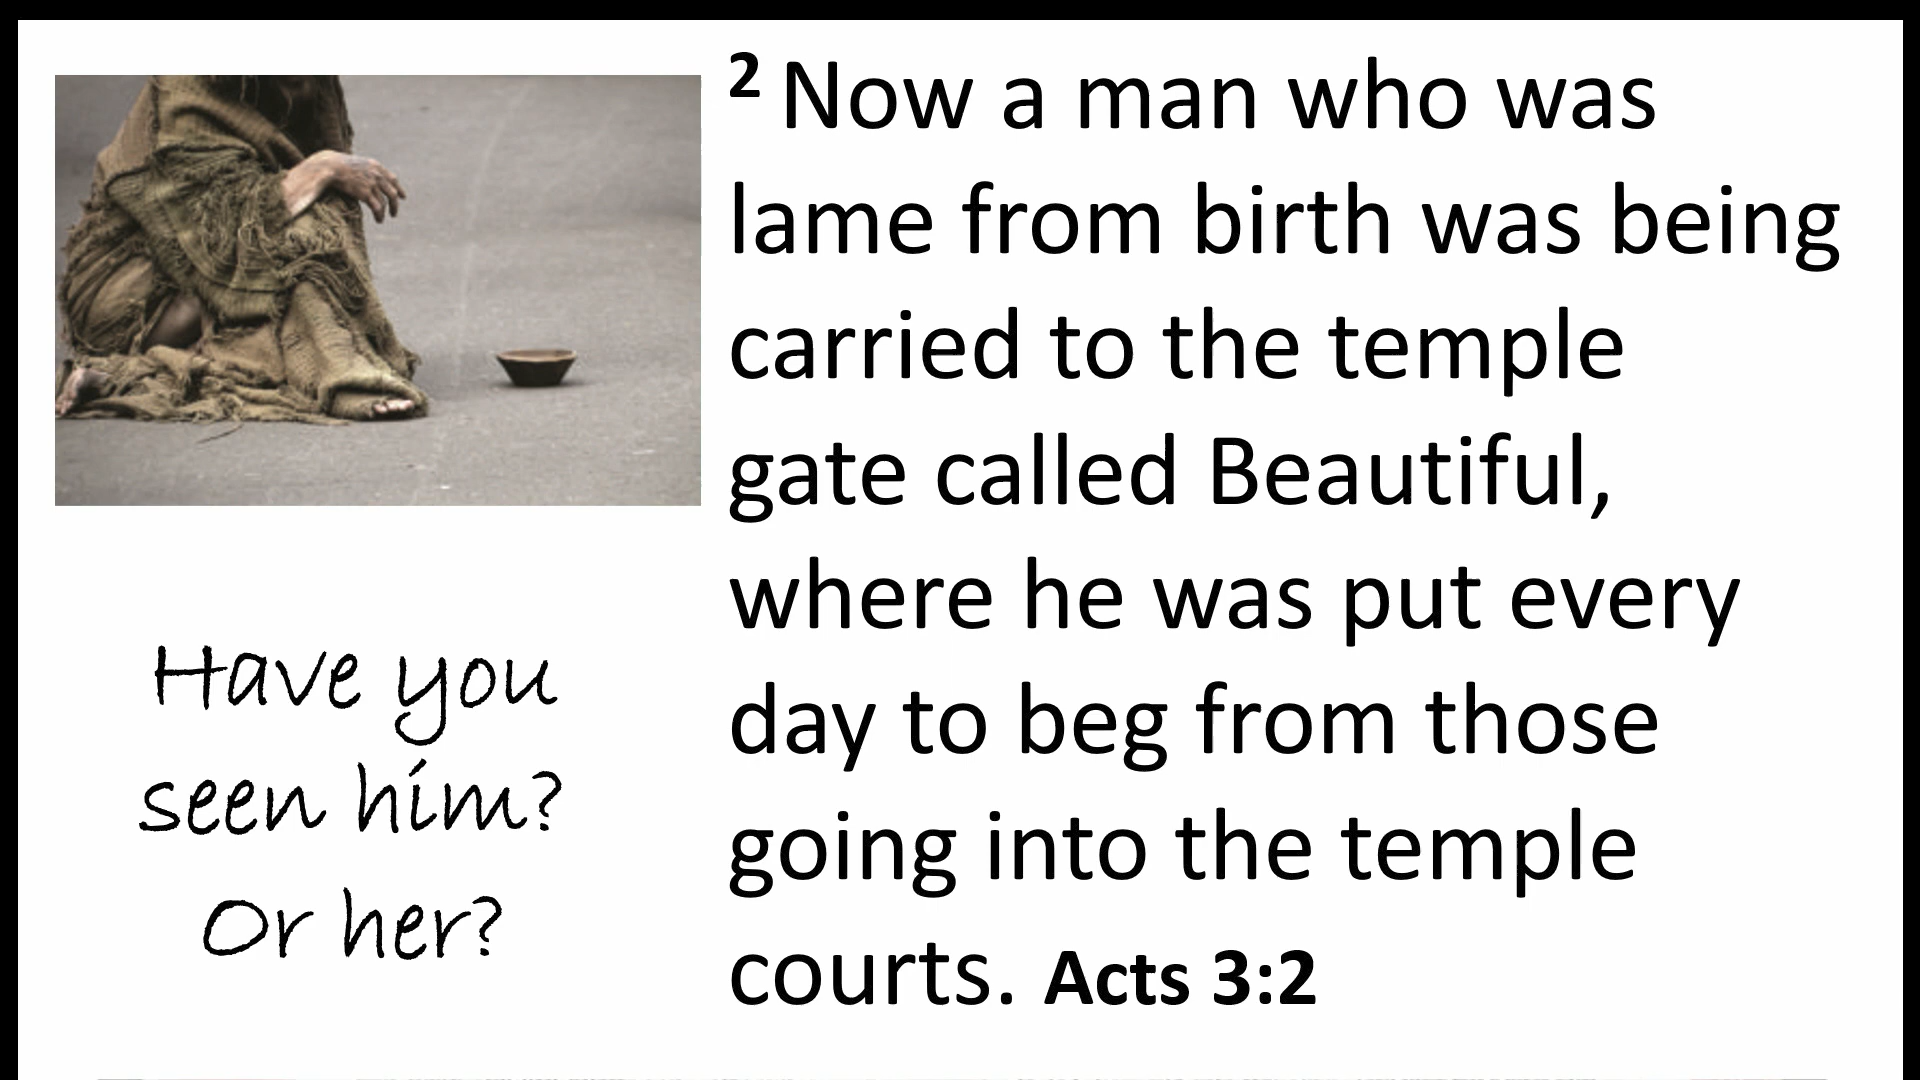 2 Now a man who was
lame from birth was being
carried to the temple
gate called Beautiful,
where he was put every
day to beg from those
going into the temple
courts. Acts 3:2
Have you
seen him?
Or her?